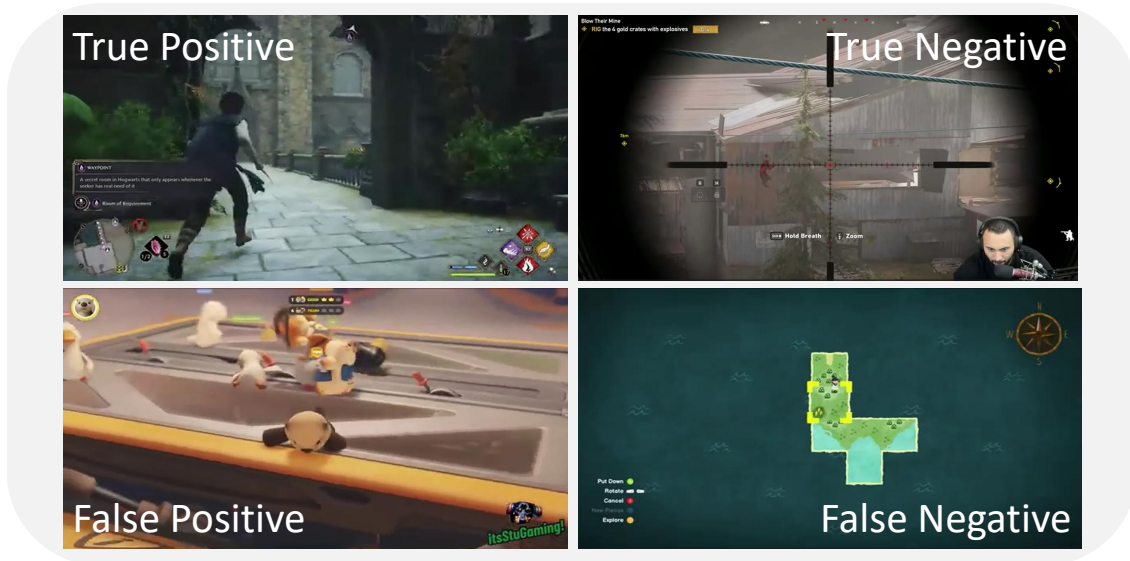 True Positive
WAYPOINT
A secret room in Hogwarts that only appears whenever the
seeker has real need of it
Room of Requirement
1/2
Blow Their Mine
RIG the 4 gold crates with explosives
True Negative
Hold Breath
Zoom
False Positive
itsStuGaming!
N
W E
S
Put Down
Rotate
Cancel
New Pieces
Explore
False Negative